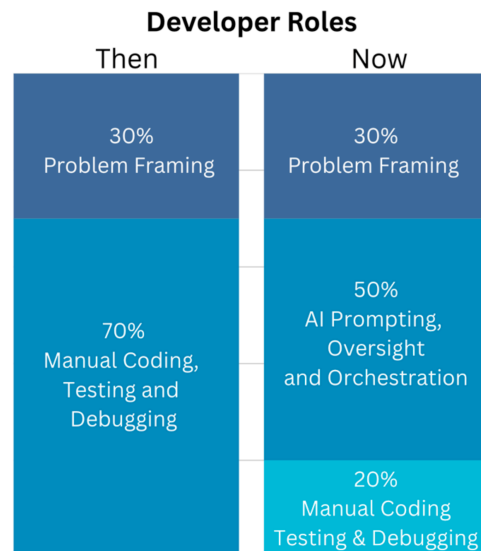 Developer Roles
Then
Now
30%
Problem Framing
70%
Manual Coding,
Testing and
Debugging
30%
Problem Framing
50%
AI Prompting,
Oversight
and Orchestration
20%
Manual Coding
Testing & Debugging